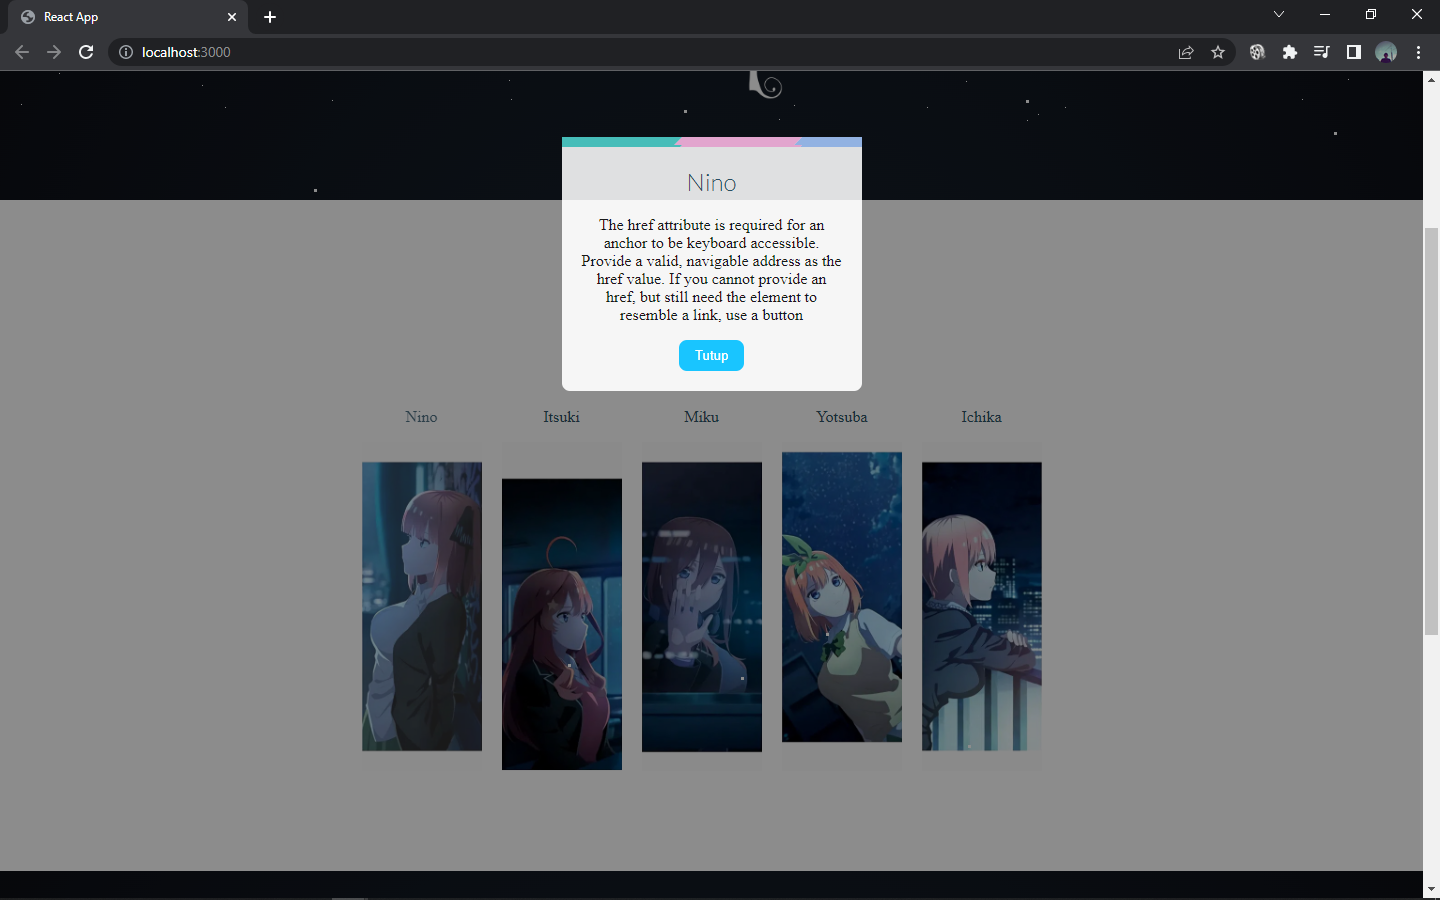 React App
localhost:3000
Nino
The href attribute is required for an
anchor to be keyboard accessible.
Provide a valid, navigable address as the
href value. If you cannot provide an
href, but still need the element to
resemble a link, use a button
Tutup
Nino Itsuki Miku Yotsuba Ichika